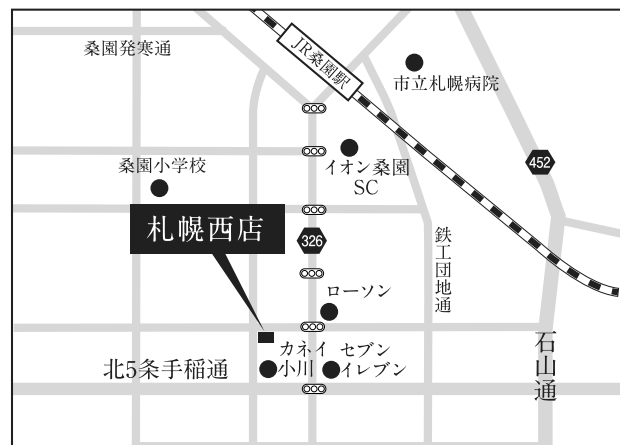 桑園発寒通
JR桑園駅
市立札幌病院
452
桑園小学校
イオン桑園
SC
札幌西店
326
鉄工団地通
ローソン
カネイ
小川
セブン
イレブン
北5条手稲通
石山通